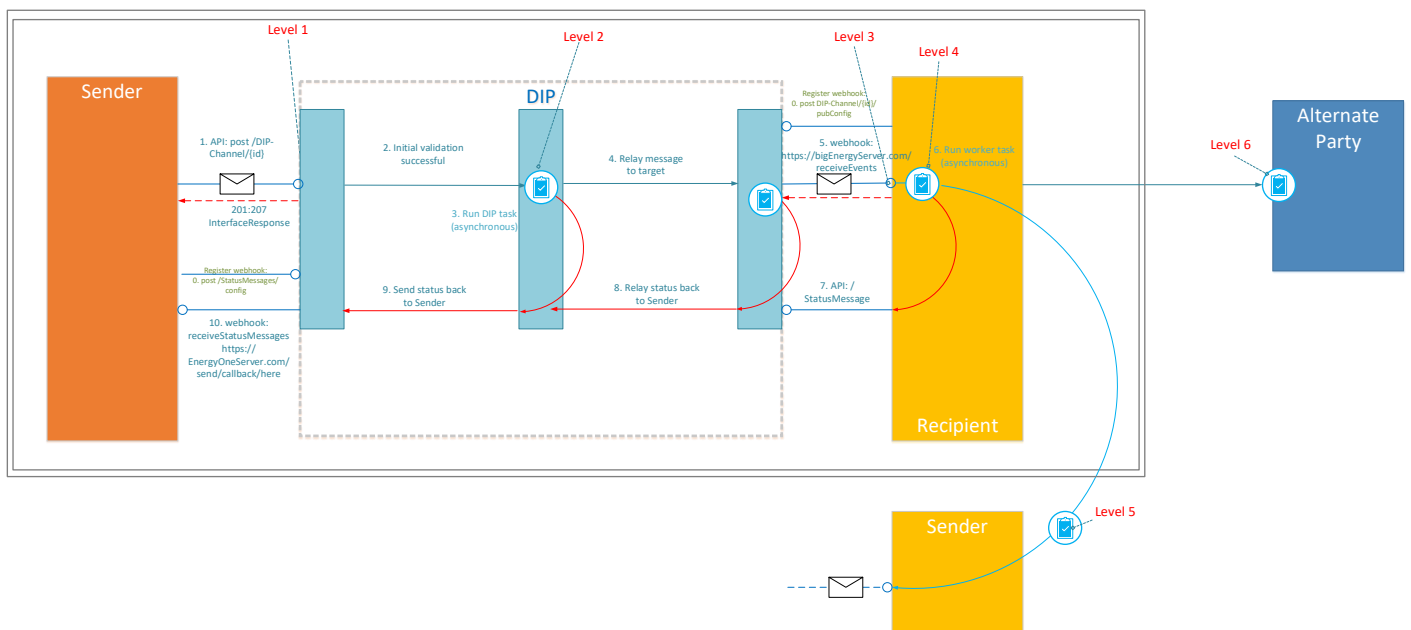 Level 1
Level 2
Level 3
Level 4
Sender
DIP
Register webhook:
0. post DIP-Channel/{id}/
pubConfig
Alternate
Party
1. API: post /DIP-
Channel/{id}
2. Initial validation
successful
4. Relay message
to target
5. webhook:
https://bigEnergyServer.com/
receiveEvents
6. Run worker task
(asynchronous)
Level 6
201:207
InterfaceResponse
3. Run DIP task
(asynchronous)
Register webhook:
0. post /StatusMessages/
config
9. Send status back
to Sender
8. Relay status back
to Sender
7. API: /
StatusMessage
10. webhook:
receiveStatusMessages
https://
EnergyOneServer.com/
send/callback/here
Recipient
Level 5
Sender